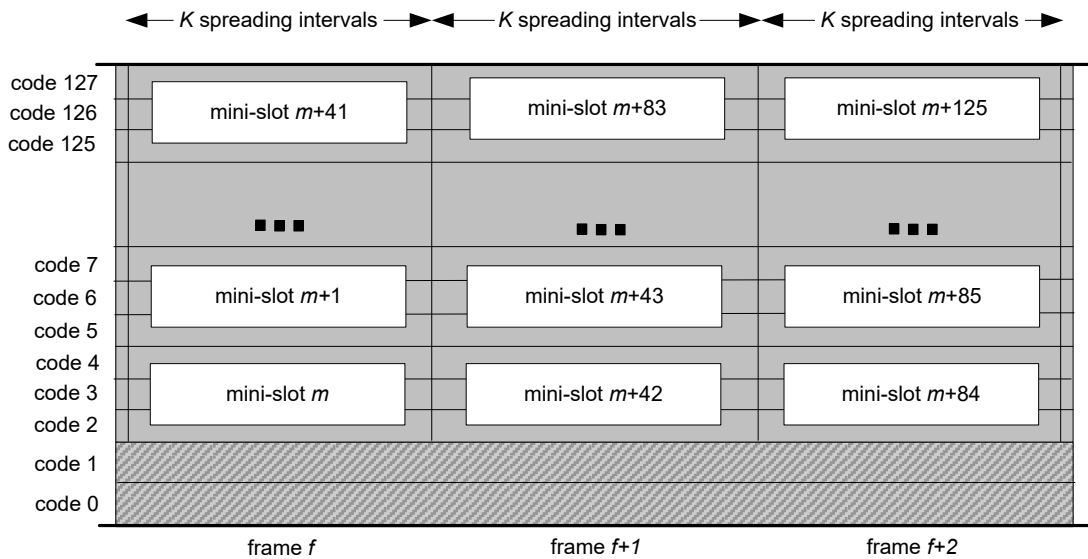 K spreading intervals K spreading intervals K spreading intervals
code 127
code 126
code 125
mini-slot m+41 mini-slot m+83 mini-slot m+125
code 7
code 6
code 5
mini-slot m+1 mini-slot m+43 mini-slot m+85
code 4
code 3
code 2
mini-slot m mini-slot m+42 mini-slot m+84
code 1
code 0
frame f frame f+1 frame f+2